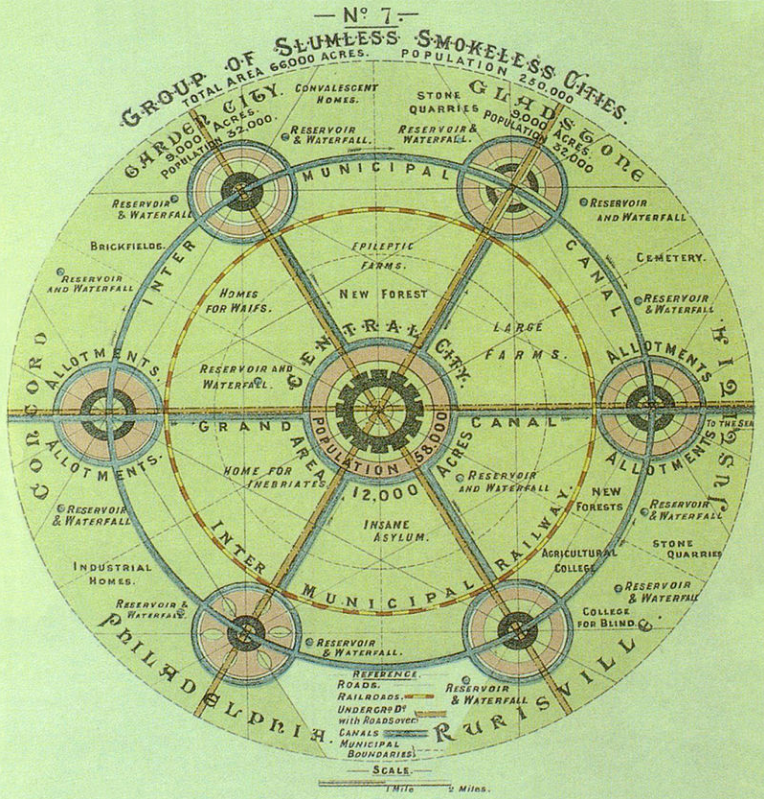 — Nº 7. —
GROUP OF SLUMLESS SMOKELESS CITIES.
TOTAL AREA 66,000 ACRES. POPULATION 250,000
GARDEN CITY.
9,000 ACRES.
POPULATION 32,000.
CONVALESCENT
HOMES.
STONE
QUARRIES
GLADSTONE
9,000 ACRES.
POPULATION
32,000
RESERVOIR
& WATERFALL.
RESERVOIR &
WATERFALL.
INTER MUNICIPAL CANAL
RESERVOIR
& WATERFALL
RESERVOIR
AND WATERFALL
BRICKFIELDS.
EPILEPTIC
FARMS.
CEMETERY.
RESERVOIR
AND WATERFALL
HOMES
FOR WAIFS.
NEW FOREST
RESERVOIR &
WATERFALL.
LARGE
FARMS.
CENTRAL CITY.
CONCORD
ALLOTMENTS.
RESERVOIR AND
WATERFALL.
ALLOTMENTS
JUSTITIA
GRAND CANAL
TO THE SEA
POPULATION 58,000
AREA 12,000 ACRES
ALLOTMENTS.
ALLOTMENTS
HOME FOR
INEBRIATES.
RESERVOIR
AND WATERFALL
NEW
FORESTS
RESERVOIR
& WATERFALL
RESERVOIR
& WATERFALL
INSANE
ASYLUM.
STONE
QUARRIES
INTER MUNICIPAL RAILWAY.
AGRICULTURAL
COLLEGE
INDUSTRIAL
HOMES.
RESERVOIR
& WATERFALL
RESERVOIR &
WATERFALL
COLLEGE
FOR BLIND.
PHILADELPHIA.
RESERVOIR
& WATERFALL.
RURISVILLE.
REFERENCE.
ROADS.
RAILROADS.
UNDERGRᴅ Dº
with ROADS over
CANALS
MUNICIPAL
BOUNDARIES
RESERVOIR
& WATERFALL
— SCALE. —
1 Mile 2 Miles.